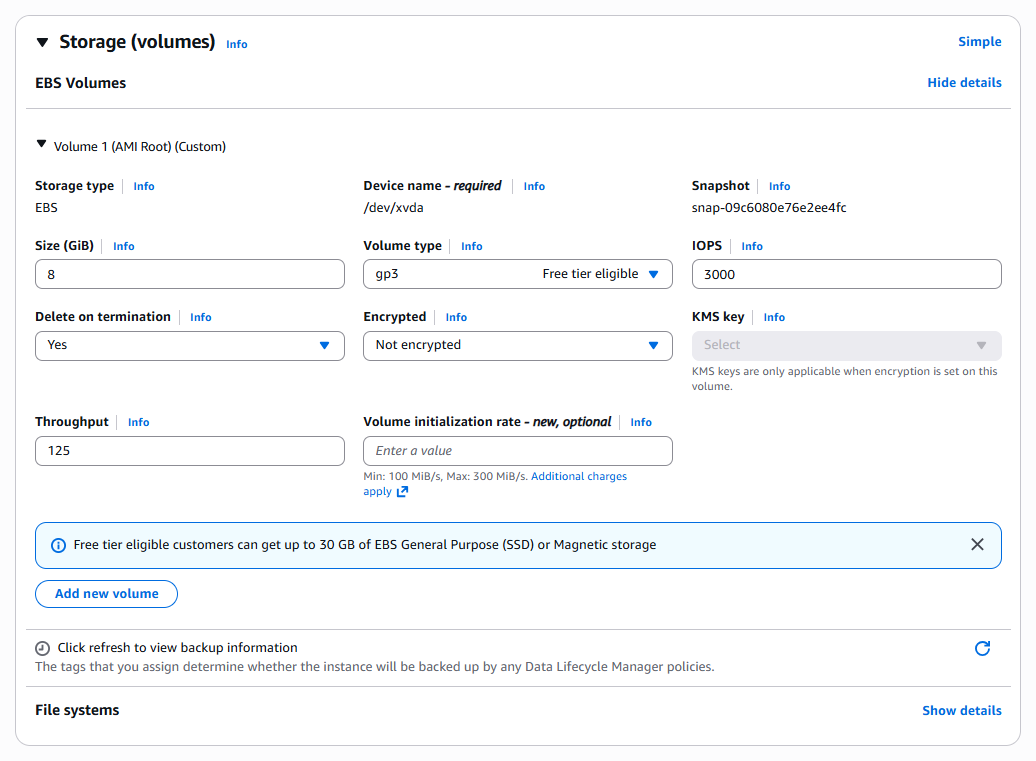 Storage (volumes) Info Simple
EBS Volumes Hide details
Volume 1 (AMI Root) (Custom)
Storage type Info Device name - required Info Snapshot Info
EBS /dev/xvda snap-09c6080e76e2ee4fc
Size (GiB) Info Volume type Info IOPS Info
8 gp3 Free tier eligible 3000
Delete on termination Info Encrypted Info KMS key Info
Yes Not encrypted Select
KMS keys are only applicable when encryption is set on this
volume.
Throughput Info Volume initialization rate - new, optional Info
125 Enter a value
Min: 100 MiB/s, Max: 300 MiB/s. Additional charges
apply
Free tier eligible customers can get up to 30 GB of EBS General Purpose (SSD) or Magnetic storage
Add new volume
Click refresh to view backup information
The tags that you assign determine whether the instance will be backed up by any Data Lifecycle Manager policies.
File systems Show details